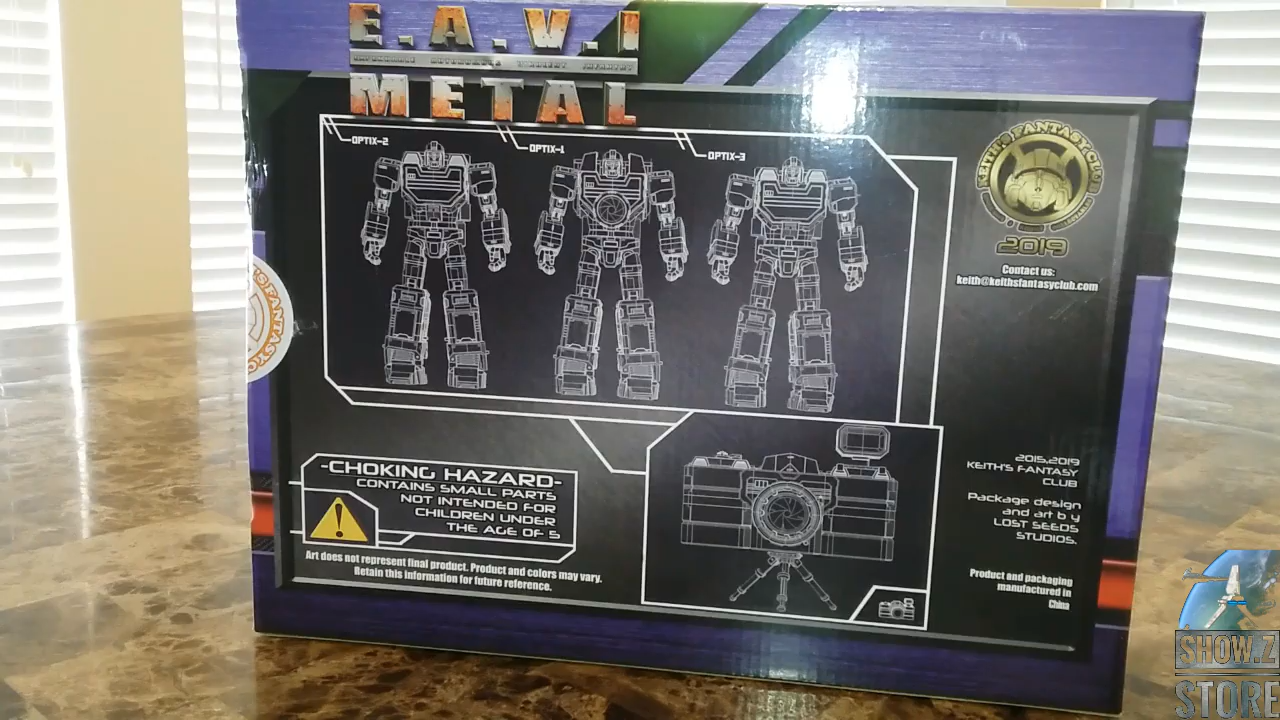 E.A.V.I
METAL
OPTIX-2
OPTIX-1
OPTIX-3
KEITH'S FANTASY CLUB
2019
Contact us:
keith@keithsfantasyclub.com
-CHOKING HAZARD-
CONTAINS SMALL PARTS
NOT INTENDED FOR
CHILDREN UNDER
THE AGE OF 5
Art does not represent final product. Product and colors may vary.
Retain this information for future reference.
2015,2019
KEITH'S FANTASY
CLUB
Package design
and art by
LOST SEEDS
STUDIOS.
Product and packaging
manufactured in
China
SHOW.Z
STORE